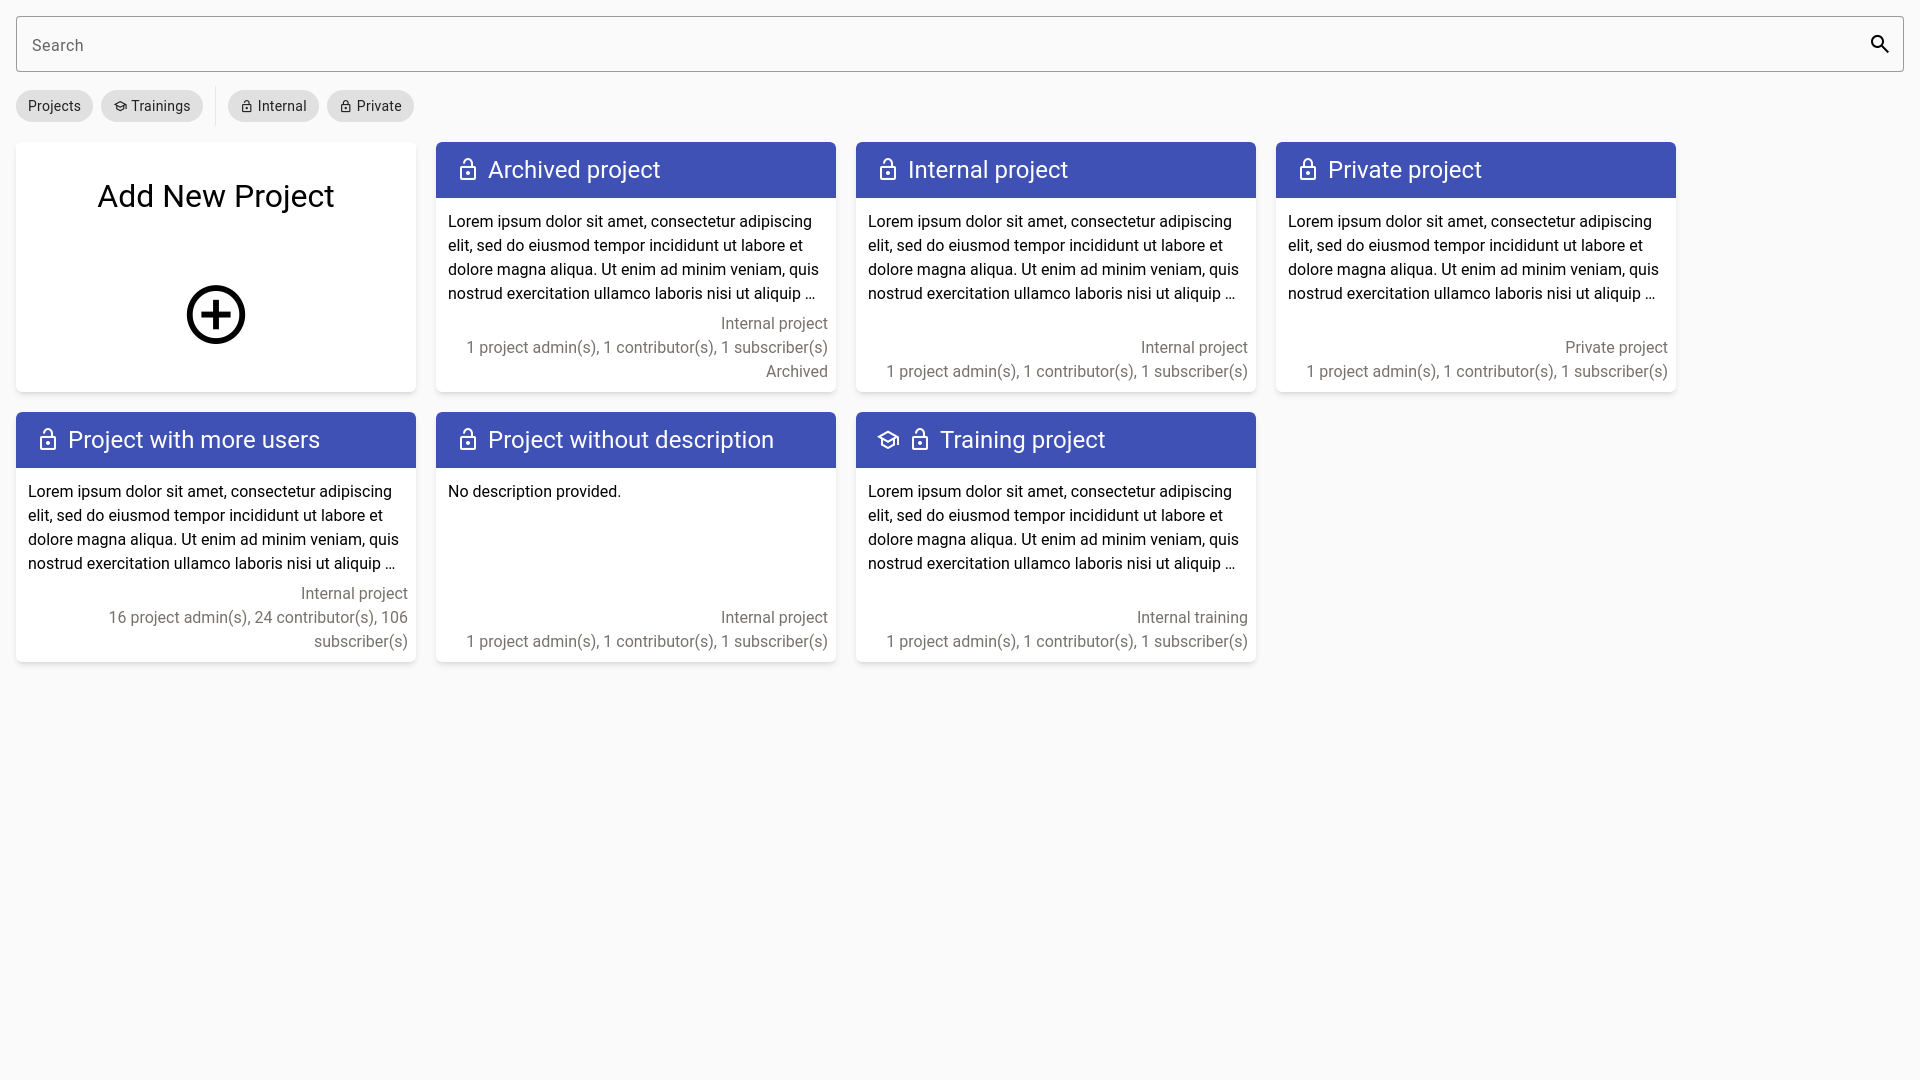 Search
Projects
Trainings
Internal
Private
Add New Project
Archived project
Lorem ipsum dolor sit amet, consectetur adipiscing
elit, sed do eiusmod tempor incididunt ut labore et
dolore magna aliqua. Ut enim ad minim veniam, quis
nostrud exercitation ullamco laboris nisi ut aliquip ...
Internal project
1 project admin(s), 1 contributor(s), 1 subscriber(s)
Archived
Internal project
Lorem ipsum dolor sit amet, consectetur adipiscing
elit, sed do eiusmod tempor incididunt ut labore et
dolore magna aliqua. Ut enim ad minim veniam, quis
nostrud exercitation ullamco laboris nisi ut aliquip ...
Internal project
1 project admin(s), 1 contributor(s), 1 subscriber(s)
Private project
Lorem ipsum dolor sit amet, consectetur adipiscing
elit, sed do eiusmod tempor incididunt ut labore et
dolore magna aliqua. Ut enim ad minim veniam, quis
nostrud exercitation ullamco laboris nisi ut aliquip ...
Private project
1 project admin(s), 1 contributor(s), 1 subscriber(s)
Project with more users
Lorem ipsum dolor sit amet, consectetur adipiscing
elit, sed do eiusmod tempor incididunt ut labore et
dolore magna aliqua. Ut enim ad minim veniam, quis
nostrud exercitation ullamco laboris nisi ut aliquip ...
Internal project
16 project admin(s), 24 contributor(s), 106
subscriber(s)
Project without description
No description provided.
Internal project
1 project admin(s), 1 contributor(s), 1 subscriber(s)
Training project
Lorem ipsum dolor sit amet, consectetur adipiscing
elit, sed do eiusmod tempor incididunt ut labore et
dolore magna aliqua. Ut enim ad minim veniam, quis
nostrud exercitation ullamco laboris nisi ut aliquip ...
Internal training
1 project admin(s), 1 contributor(s), 1 subscriber(s)